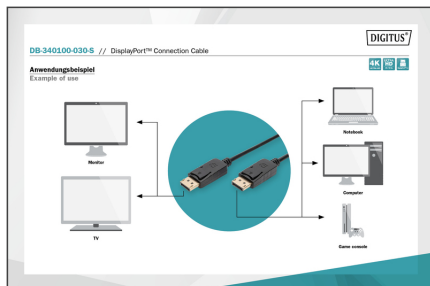 DIGITUS®
DB-340100-030-S // DisplayPort™ Connection Cable
4K
Anwendungsbeispiel
Example of use
Monitor
TV
Notebook
Computer
Game console